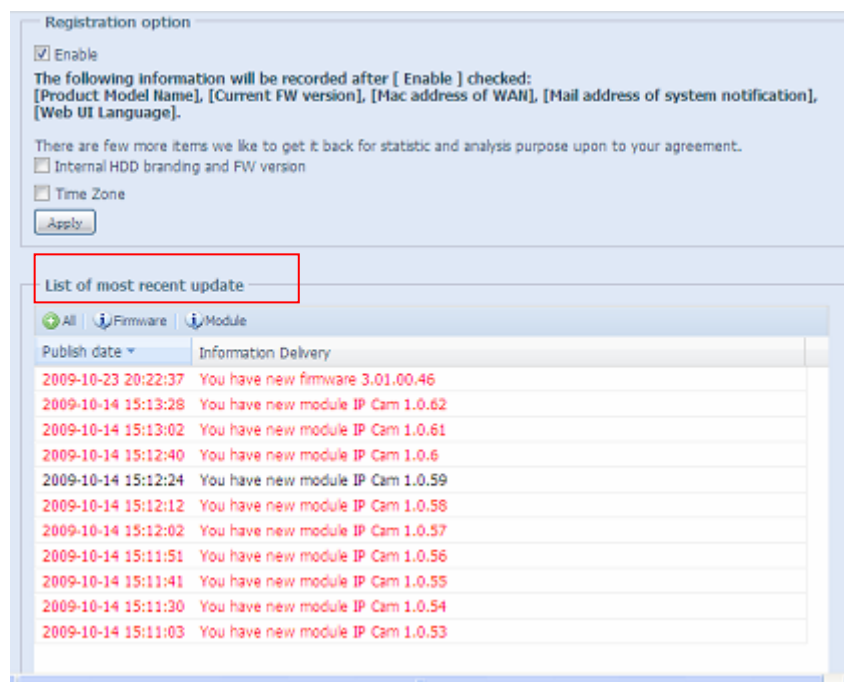 Registration option
Enable
The following information will be recorded after [ Enable ] checked:
[Product Model Name], [Current FW version], [Mac address of WAN], [Mail address of system notification],
[Web UI Language].
There are few more items we like to get it back for statistic and analysis purpose upon to your agreement.
Internal HDD branding and FW version
Time Zone
Apply
List of most recent update
All Firmware Module
Publish date Information Delivery
2009-10-23 20:22:37 You have new firmware 3.01.00.46
2009-10-14 15:13:28 You have new module IP Cam 1.0.62
2009-10-14 15:13:02 You have new module IP Cam 1.0.61
2009-10-14 15:12:40 You have new module IP Cam 1.0.6
2009-10-14 15:12:24 You have new module IP Cam 1.0.59
2009-10-14 15:12:12 You have new module IP Cam 1.0.58
2009-10-14 15:12:02 You have new module IP Cam 1.0.57
2009-10-14 15:11:51 You have new module IP Cam 1.0.56
2009-10-14 15:11:41 You have new module IP Cam 1.0.55
2009-10-14 15:11:30 You have new module IP Cam 1.0.54
2009-10-14 15:11:03 You have new module IP Cam 1.0.53